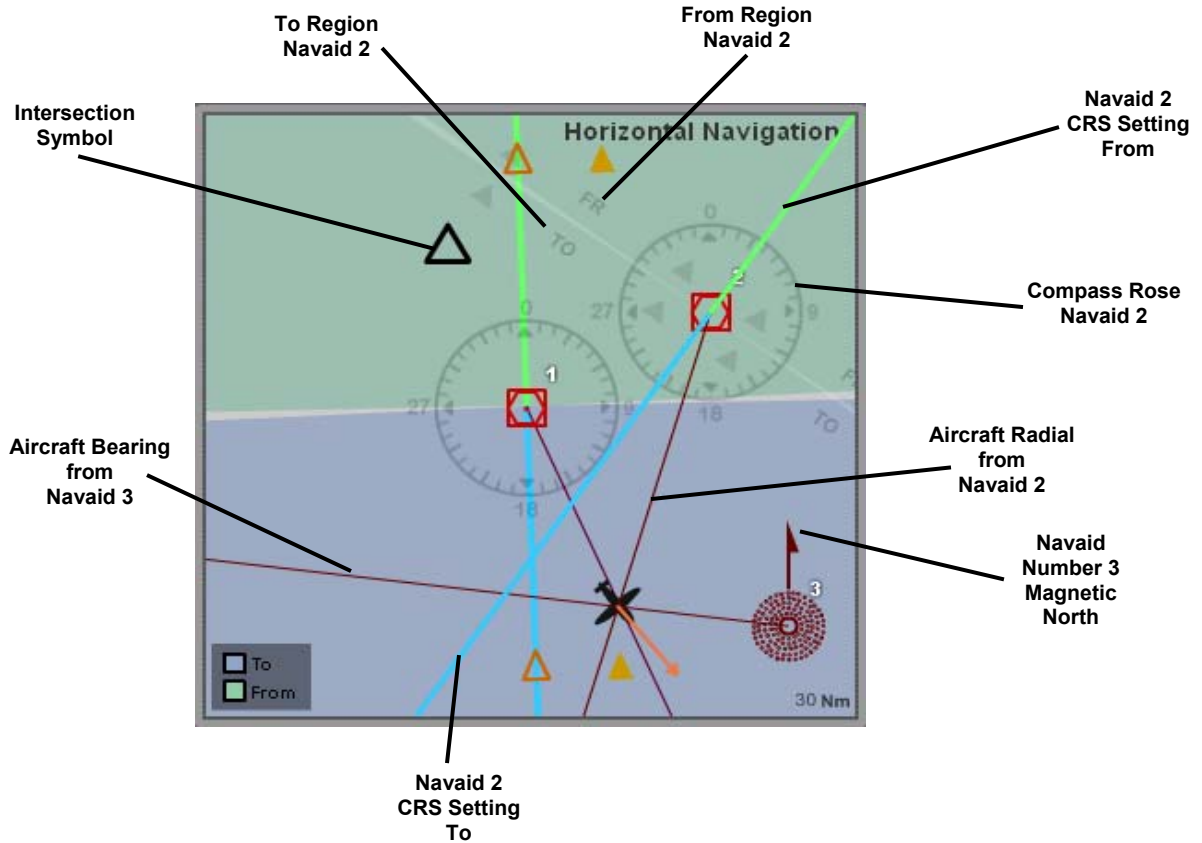 To Region
Navaid 2
From Region
Navaid 2
Intersection
Symbol
Navaid 2
CRS Setting
From
Horizontal Navigation
FR
TO
0
2
27
9
18
Compass Rose
Navaid 2
0
1
27
9
18
F
TO
Aircraft Bearing
from
Navaid 3
Aircraft Radial
from
Navaid 2
Navaid
Number 3
Magnetic
North
3
To
From
30 Nm
Navaid 2
CRS Setting
To